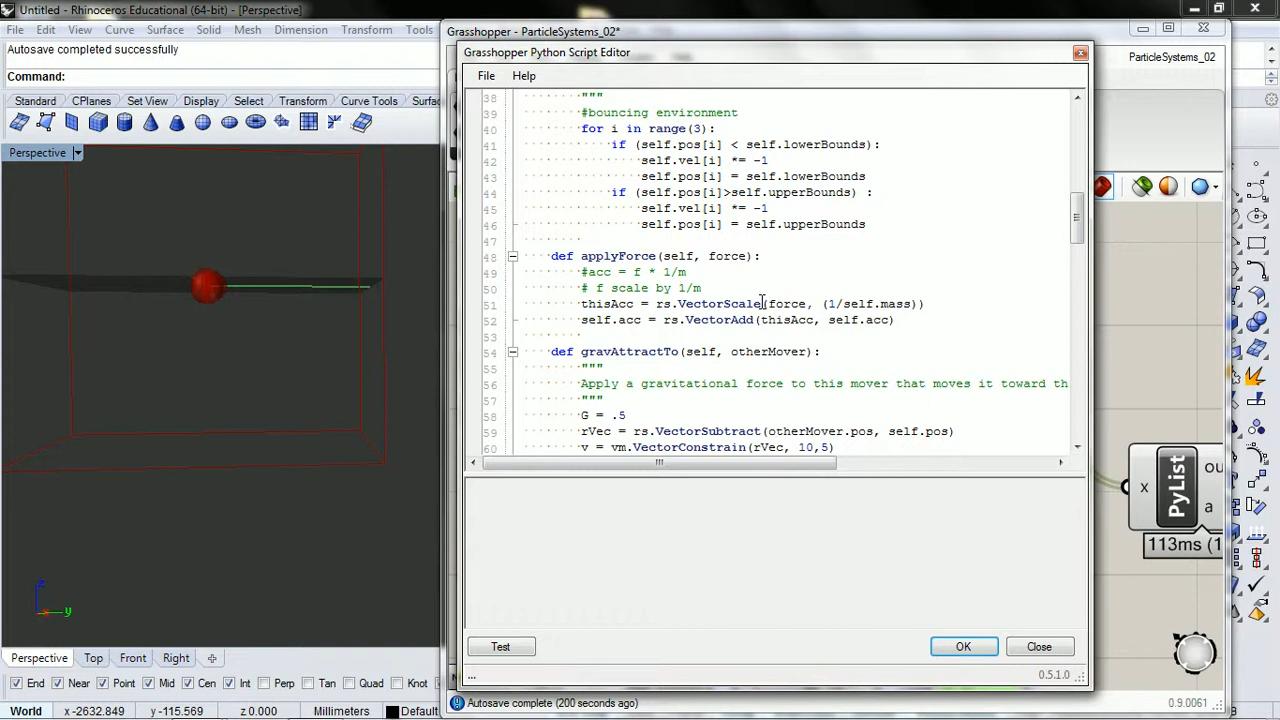 Untitled - Rhinoceros Educational (64-bit) - [Perspective]
File Edit View Curve Surface Solid Mesh Dimension Transform Tools
Autosave completed successfully
Command:
Standard CPlanes Set View Display Select Transform Curve Tools Surfac
Perspective
Grasshopper - ParticleSystems_02*
ParticleSystems_02
Grasshopper Python Script Editor
File Help
38 """
39 #bouncing environment
40 for i in range(3):
41 if (self.pos[i] < self.lowerBounds):
42 self.vel[i] *= -1
43 self.pos[i] = self.lowerBounds
44 if (self.pos[i]>self.upperBounds) :
45 self.vel[i] *= -1
46 self.pos[i] = self.upperBounds
47
48 def applyForce(self, force):
49 #acc = f * 1/m
50 # f scale by 1/m
51 thisAcc = rs.VectorScale(force, (1/self.mass))
52 self.acc = rs.VectorAdd(thisAcc, self.acc)
53
54 def gravAttractTo(self, otherMover):
55 """
56 Apply a gravitational force to this mover that moves it toward th
57 """
58 G = .5
59 rVec = rs.VectorSubtract(otherMover.pos, self.pos)
60 v = vm.VectorConstrain(rVec, 10,5)
Test OK Close
... 0.5.1.0
x PyList ou
a
113ms (1
z
x y
Perspective Top Front Right
End Near Point Mid Cen Int Perp Tan Quad Knot
World x -2632.849 y -115.569 z 0.000 Millimeters Default
Autosave complete (200 seconds ago) 0.9.0061